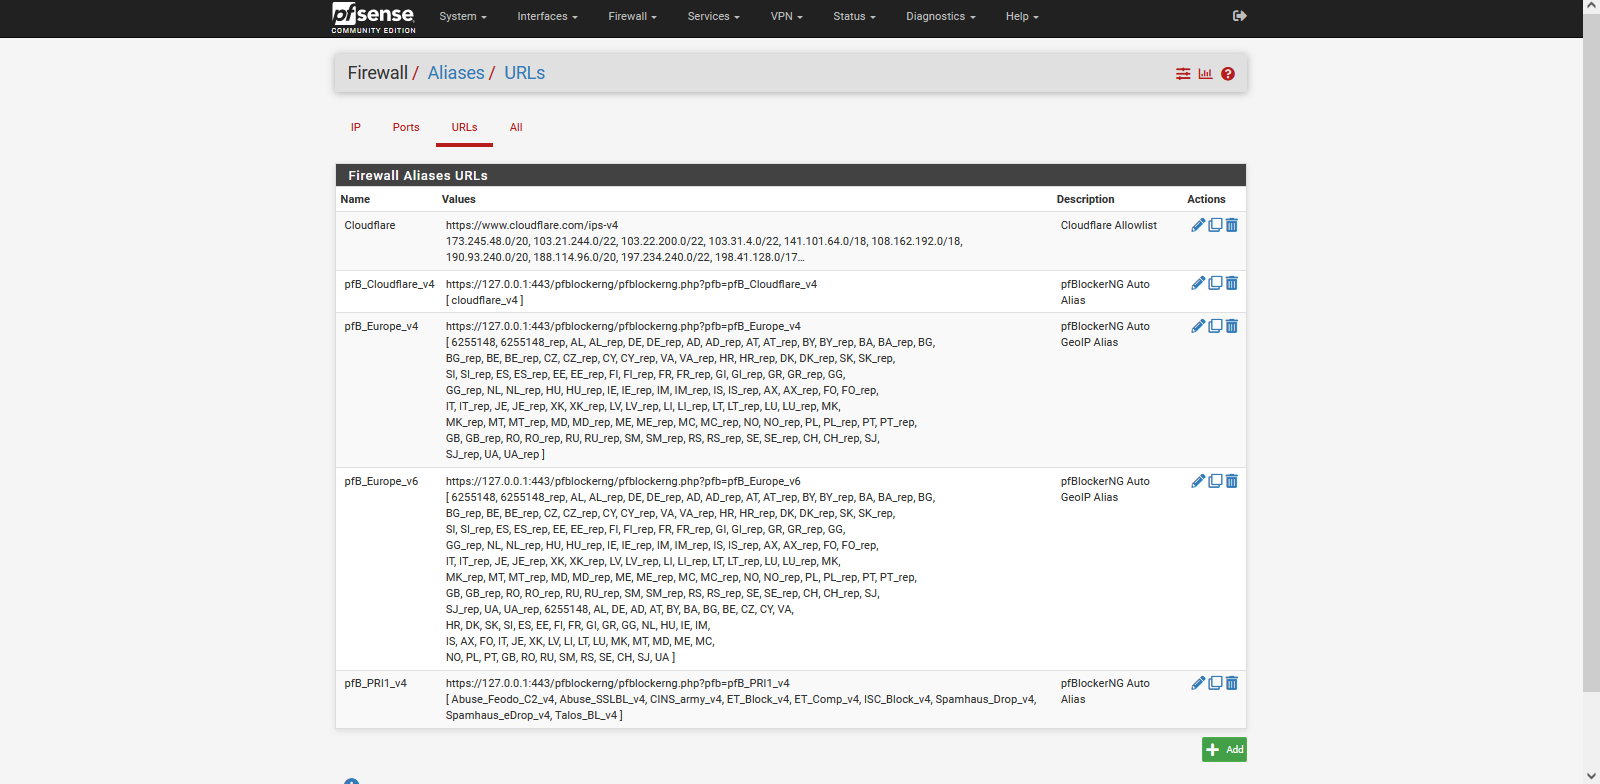 pfsense
COMMUNITY EDITION
System
Interfaces
Firewall
Services
VPN
Status
Diagnostics
Help
Firewall / Aliases / URLs
IP
Ports
URLs
All
Firewall Aliases URLs
Name Values Description Actions
Cloudflare https://www.cloudflare.com/ips-v4 Cloudflare Allowlist
173.245.48.0/20, 103.21.244.0/22, 103.22.200.0/22, 103.31.4.0/22, 141.101.64.0/18, 108.162.192.0/18,
190.93.240.0/20, 188.114.96.0/20, 197.234.240.0/22, 198.41.128.0/17...
pfB_Cloudflare_v4 https://127.0.0.1:443/pfblockerng/pfblockerng.php?pfb=pfB_Cloudflare_v4 pfBlockerNG Auto
[ cloudflare_v4 ] Alias
pfB_Europe_v4 https://127.0.0.1:443/pfblockerng/pfblockerng.php?pfb=pfB_Europe_v4 pfBlockerNG Auto
[ 6255148, 6255148_rep, AL, AL_rep, DE, DE_rep, AD, AD_rep, AT, AT_rep, BY, BY_rep, BA, BA_rep, BG, GeoIP Alias
BG_rep, BE, BE_rep, CZ, CZ_rep, CY, CY_rep, VA, VA_rep, HR, HR_rep, DK, DK_rep, SK, SK_rep,
SI, SI_rep, ES, ES_rep, EE, EE_rep, FI, FI_rep, FR, FR_rep, GI, GI_rep, GR, GR_rep, GG,
GG_rep, NL, NL_rep, HU, HU_rep, IE, IE_rep, IM, IM_rep, IS, IS_rep, AX, AX_rep, FO, FO_rep,
IT, IT_rep, JE, JE_rep, XK, XK_rep, LV, LV_rep, LI, LI_rep, LT, LT_rep, LU, LU_rep, MK,
MK_rep, MT, MT_rep, MD, MD_rep, ME, ME_rep, MC, MC_rep, NO, NO_rep, PL, PL_rep, PT, PT_rep,
GB, GB_rep, RO, RO_rep, RU, RU_rep, SM, SM_rep, RS, RS_rep, SE, SE_rep, CH, CH_rep, SJ,
SJ_rep, UA, UA_rep ]
pfB_Europe_v6 https://127.0.0.1:443/pfblockerng/pfblockerng.php?pfb=pfB_Europe_v6 pfBlockerNG Auto
[ 6255148, 6255148_rep, AL, AL_rep, DE, DE_rep, AD, AD_rep, AT, AT_rep, BY, BY_rep, BA, BA_rep, BG, GeoIP Alias
BG_rep, BE, BE_rep, CZ, CZ_rep, CY, CY_rep, VA, VA_rep, HR, HR_rep, DK, DK_rep, SK, SK_rep,
SI, SI_rep, ES, ES_rep, EE, EE_rep, FI, FI_rep, FR, FR_rep, GI, GI_rep, GR, GR_rep, GG,
GG_rep, NL, NL_rep, HU, HU_rep, IE, IE_rep, IM, IM_rep, IS, IS_rep, AX, AX_rep, FO, FO_rep,
IT, IT_rep, JE, JE_rep, XK, XK_rep, LV, LV_rep, LI, LI_rep, LT, LT_rep, LU, LU_rep, MK,
MK_rep, MT, MT_rep, MD, MD_rep, ME, ME_rep, MC, MC_rep, NO, NO_rep, PL, PL_rep, PT, PT_rep,
GB, GB_rep, RO, RO_rep, RU, RU_rep, SM, SM_rep, RS, RS_rep, SE, SE_rep, CH, CH_rep, SJ,
SJ_rep, UA, UA_rep, 6255148, AL, DE, AD, AT, BY, BA, BG, BE, CZ, CY, VA,
HR, DK, SK, SI, ES, EE, FI, FR, GI, GR, GG, NL, HU, IE, IM,
IS, AX, FO, IT, JE, XK, LV, LI, LT, LU, MK, MT, MD, ME, MC,
NO, PL, PT, GB, RO, RU, SM, RS, SE, CH, SJ, UA ]
pfB_PRI1_v4 https://127.0.0.1:443/pfblockerng/pfblockerng.php?pfb=pfB_PRI1_v4 pfBlockerNG Auto
[ Abuse_Feodo_C2_v4, Abuse_SSLBL_v4, CINS_army_v4, ET_Block_v4, ET_Comp_v4, ISC_Block_v4, Spamhaus_Drop_v4, Alias
Spamhaus_eDrop_v4, Talos_BL_v4 ]
Add